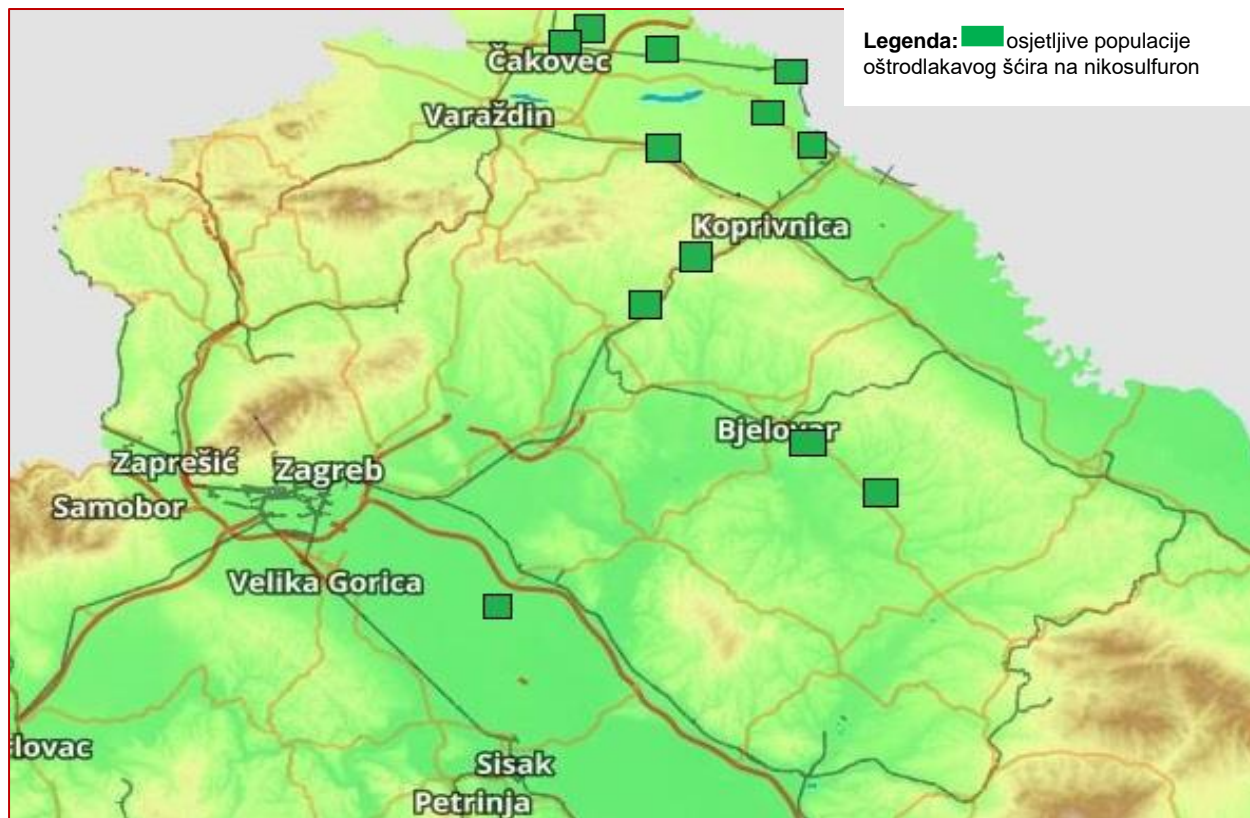 Legenda: osjetljive populacije
oštrodlakavog šćira na nikosulfuron
Čakovec
Varaždin
Koprivnica
Bjelovar
Zaprešić
Zagreb
Samobor
Velika Gorica
lovac
Sisak
Petrinja